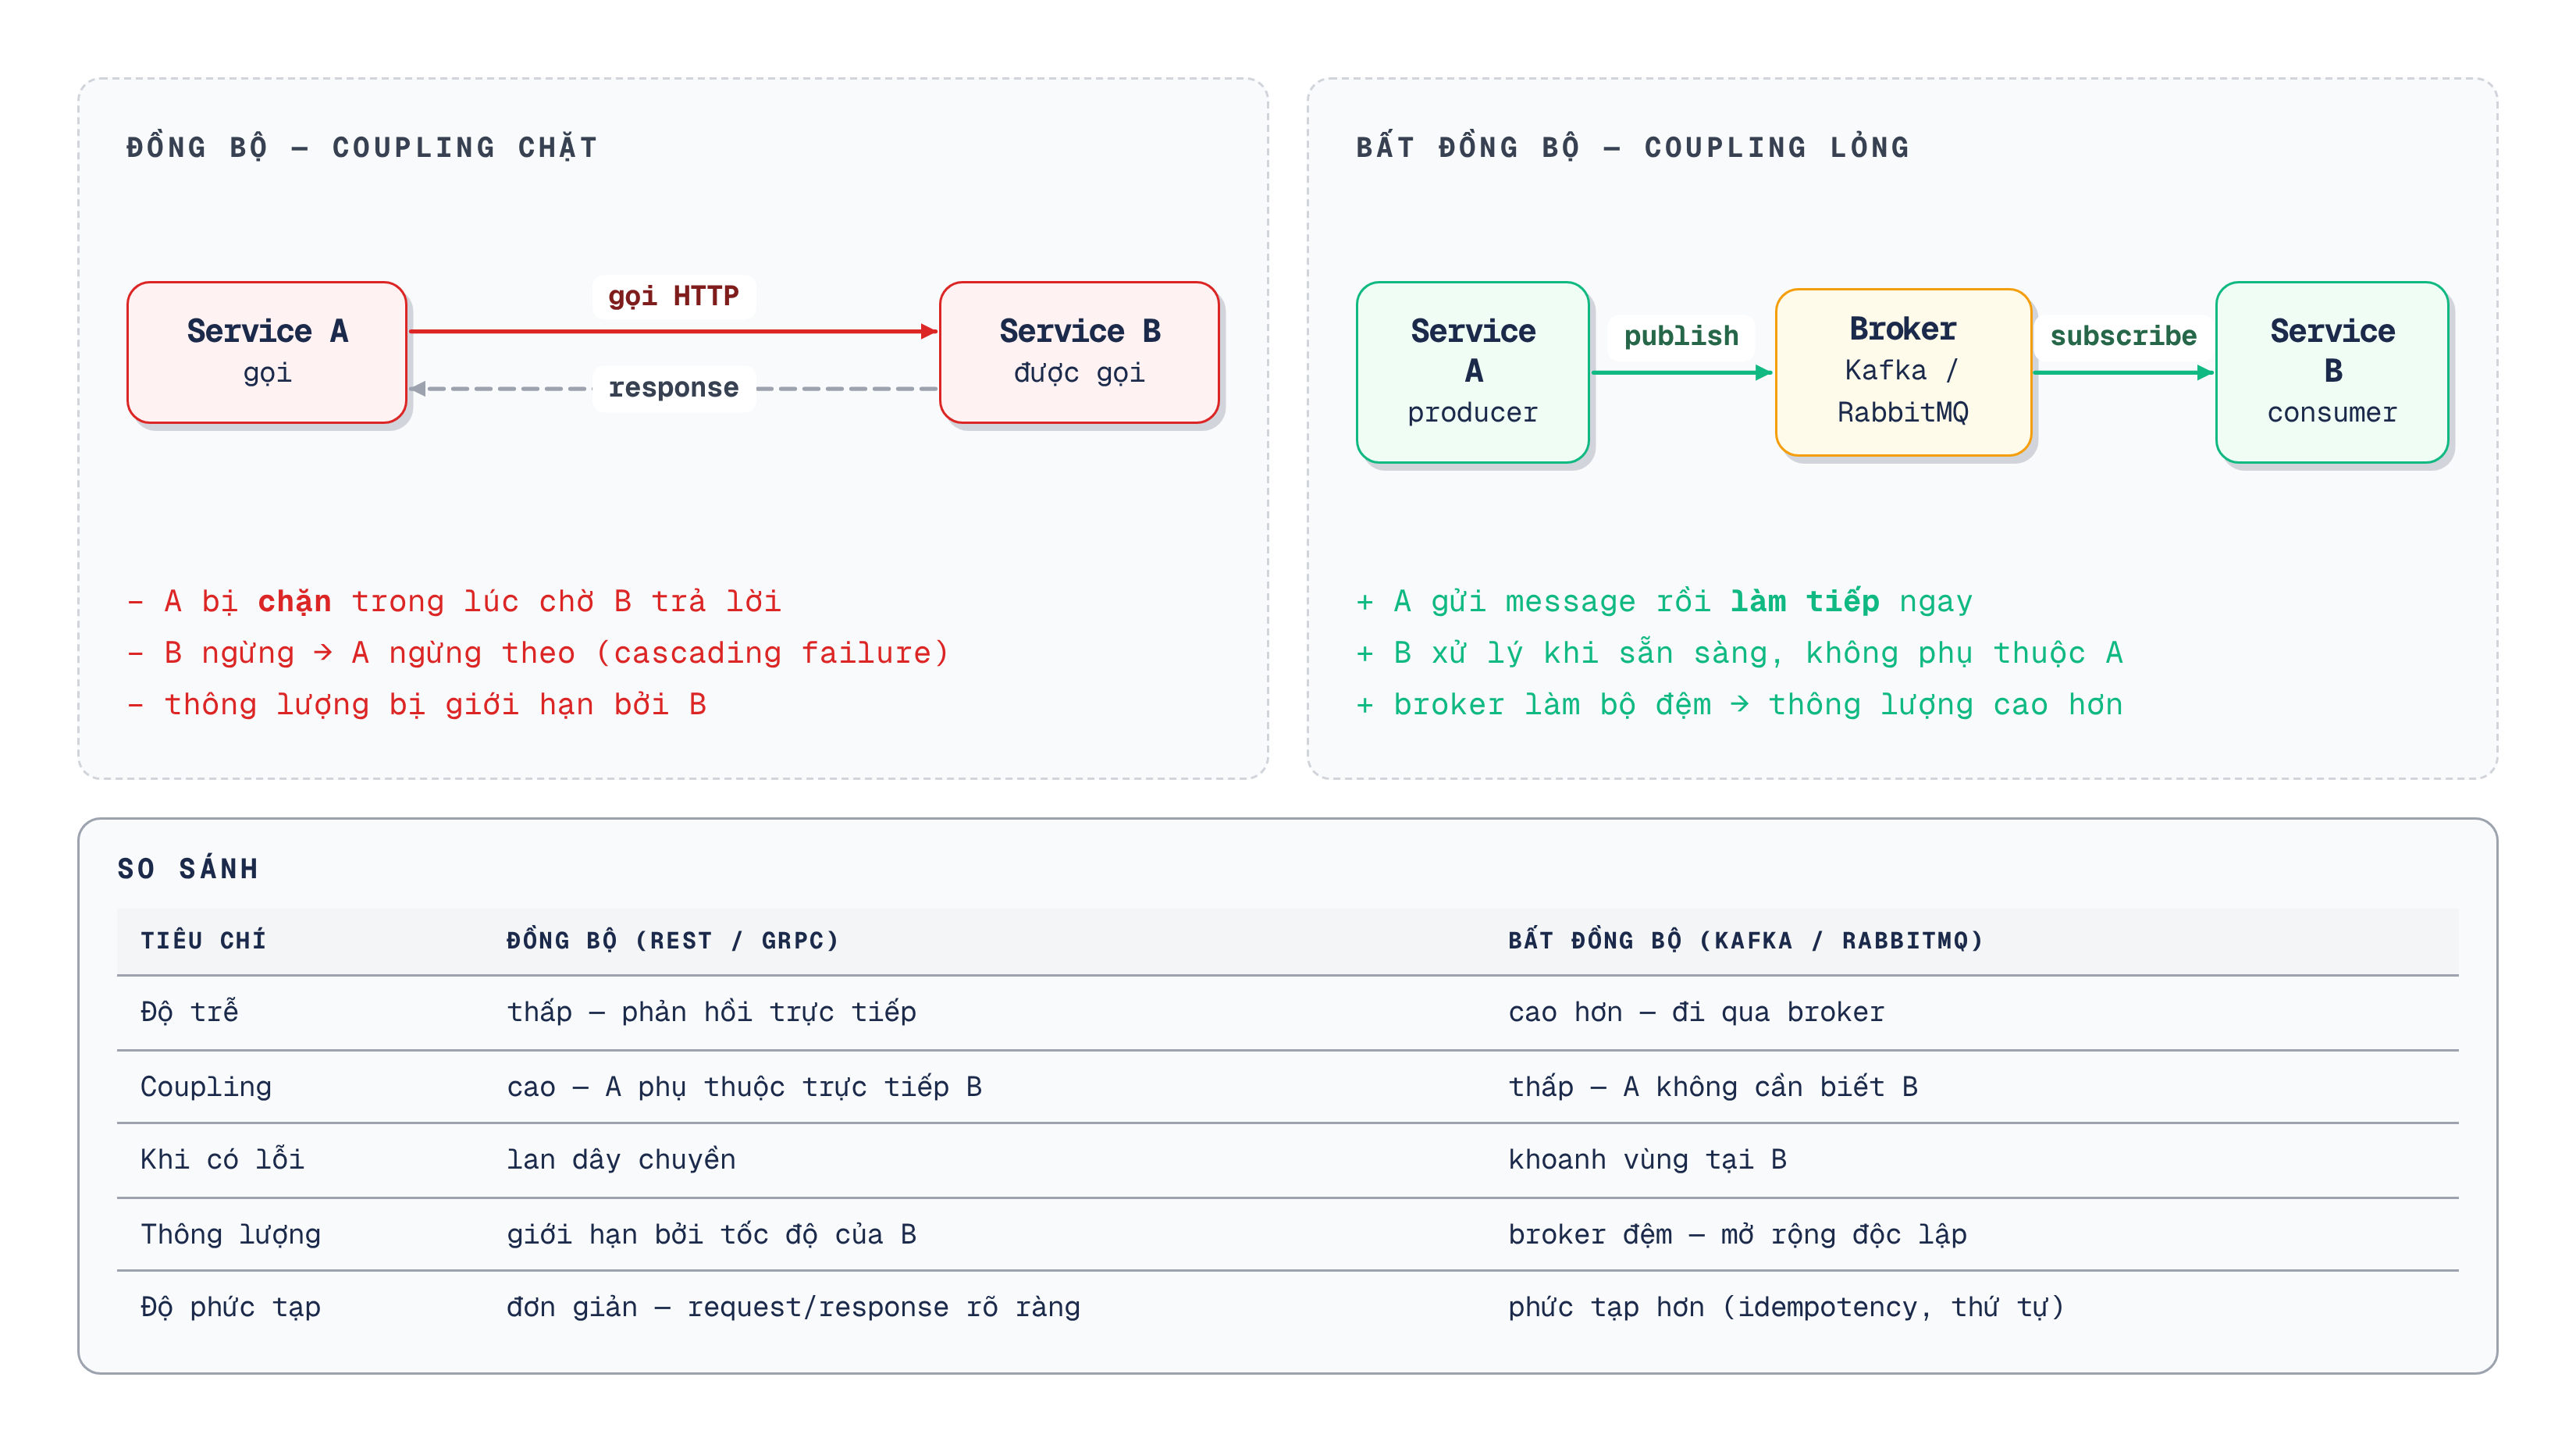 ĐỒNG BỘ — COUPLING CHẶT
gọi HTTP
Service A
gọi
Service B
được gọi
response
– A bị chặn trong lúc chờ B trả lời
– B ngừng → A ngừng theo (cascading failure)
– thông lượng bị giới hạn bởi B
BẤT ĐỒNG BỘ — COUPLING LỎNG
Service
A
producer
publish
Broker
Kafka /
RabbitMQ
subscribe
Service
B
consumer
+ A gửi message rồi làm tiếp ngay
+ B xử lý khi sẵn sàng, không phụ thuộc A
+ broker làm bộ đệm → thông lượng cao hơn
SO SÁNH
TIÊU CHÍ ĐỒNG BỘ (REST / GRPC) BẤT ĐỒNG BỘ (KAFKA / RABBITMQ)
Độ trễ thấp — phản hồi trực tiếp cao hơn — đi qua broker
Coupling cao — A phụ thuộc trực tiếp B thấp — A không cần biết B
Khi có lỗi lan dây chuyền khoanh vùng tại B
Thông lượng giới hạn bởi tốc độ của B broker đệm — mở rộng độc lập
Độ phức tạp đơn giản — request/response rõ ràng phức tạp hơn (idempotency, thứ tự)